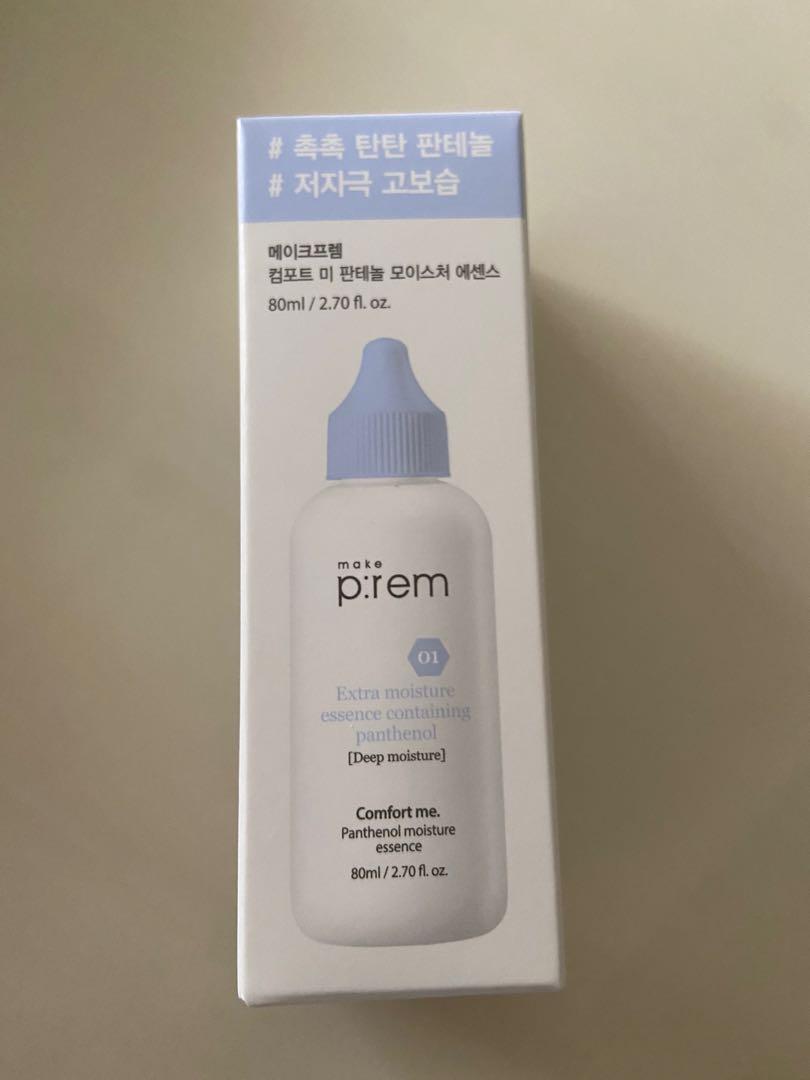 # 촉촉 탄탄 판테놀
# 저자극 고보습
메이크프렘
컴포트 미 판테놀 모이스처 에센스
80ml / 2.70 fl. oz.
make
p:rem
01
Extra moisture
essence containing
panthenol
[Deep moisture]
Comfort me.
Panthenol moisture
essence
80ml / 2.70 fl. oz.